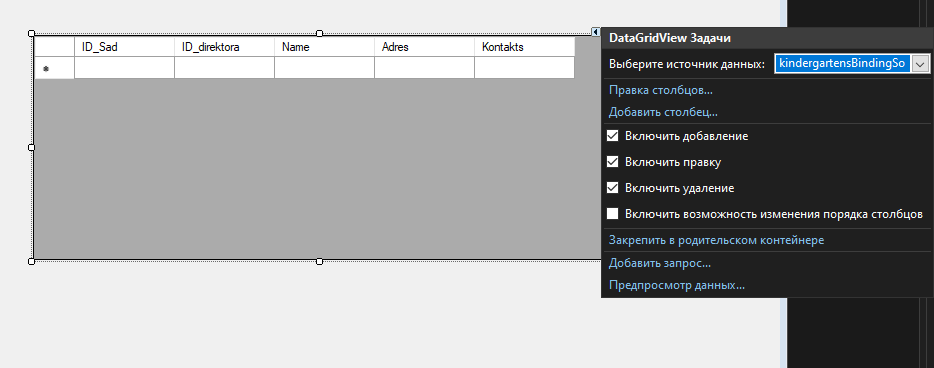 ID_Sad ID_direktora Name Adres Kontakts
DataGridView Задачи
Выберите источник данных: kindergartensBindingSo
Правка столбцов...
Добавить столбец...
Включить добавление
Включить правку
Включить удаление
Включить возможность изменения порядка столбцов
Закрепить в родительском контейнере
Добавить запрос...
Предпросмотр данных...